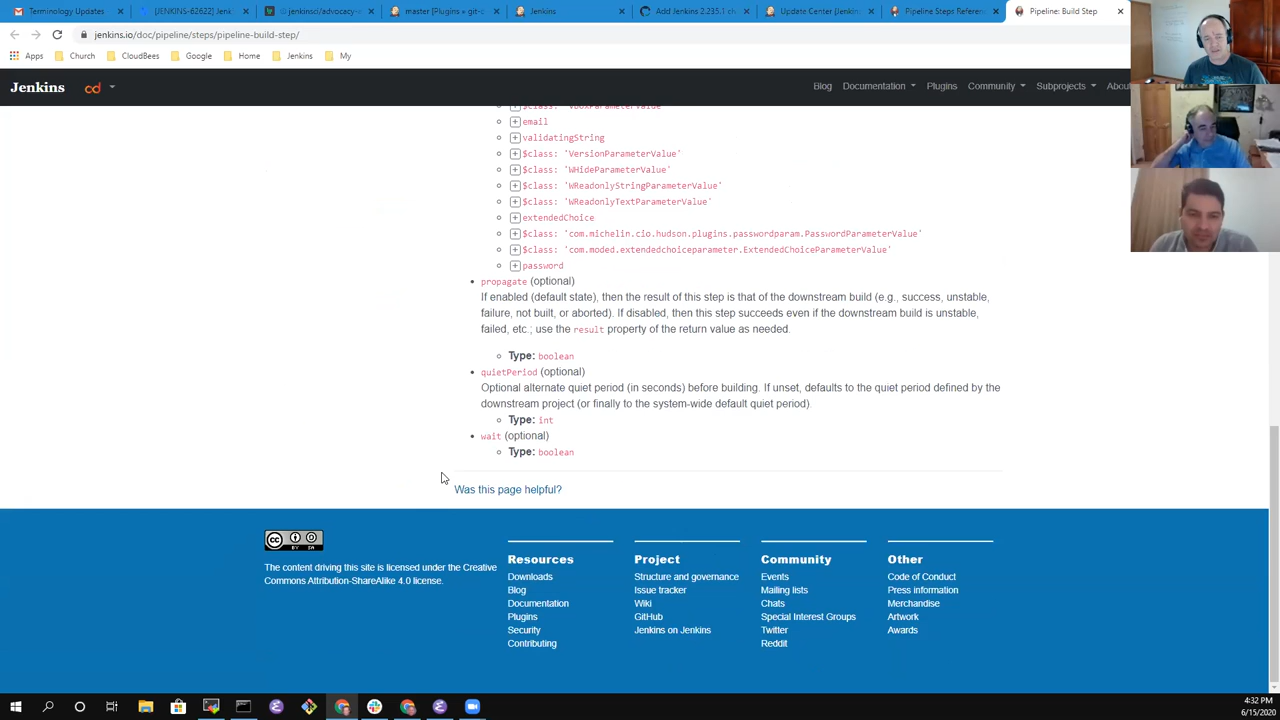 Terminology Updates
[JENKINS-62622] Jenk
jenkinsci/advocacy-a
master [Plugins » git-c
Jenkins
Add Jenkins 2.235.1 ch
Update Center [Jenkin
Pipeline Steps Referen
Pipeline: Build Step
jenkins.io/doc/pipeline/steps/pipeline-build-step/
Apps
Church
CloudBees
Google
Home
Jenkins
My
Jenkins
cd
Blog
Documentation
Plugins
Community
Subprojects
About
$class: 'VboxParameterValue'
email
validatingString
$class: 'VersionParameterValue'
$class: 'WHideParameterValue'
$class: 'WReadonlyStringParameterValue'
$class: 'WReadonlyTextParameterValue'
extendedChoice
$class: 'com.michelin.cio.hudson.plugins.passwordparam.PasswordParameterValue'
$class: 'com.moded.extendedchoiceparameter.ExtendedChoiceParameterValue'
password
propagate (optional)
If enabled (default state), then the result of this step is that of the downstream build (e.g., success, unstable,
failure, not built, or aborted). If disabled, then this step succeeds even if the downstream build is unstable,
failed, etc.; use the result property of the return value as needed.
Type: boolean
quietPeriod (optional)
Optional alternate quiet period (in seconds) before building. If unset, defaults to the quiet period defined by the
downstream project (or finally to the system-wide default quiet period).
Type: int
wait (optional)
Type: boolean
Was this page helpful?
cc
BY SA
The content driving this site is licensed under the Creative
Commons Attribution-ShareAlike 4.0 license.
Resources
Downloads
Blog
Documentation
Plugins
Security
Contributing
Project
Structure and governance
Issue tracker
Wiki
GitHub
Jenkins on Jenkins
Community
Events
Mailing lists
Chats
Special Interest Groups
Twitter
Reddit
Other
Code of Conduct
Press information
Merchandise
Artwork
Awards
4:32 PM
6/15/2020